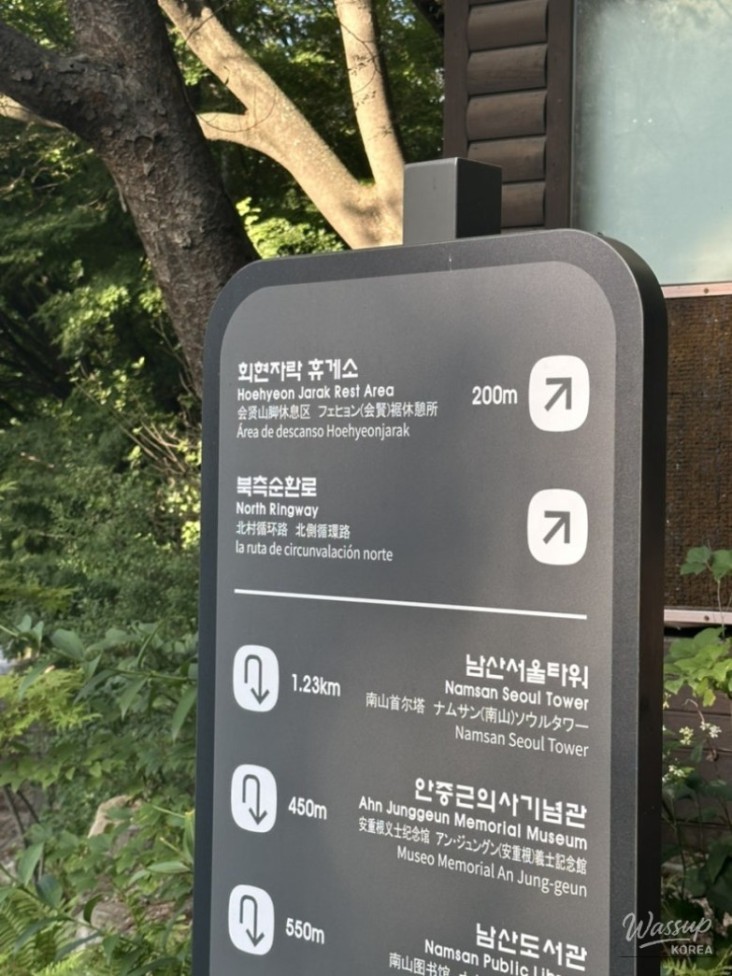 회현자락 휴게소
Hoehyeon Jarak Rest Area
会贤山脚休息区 フェヒョン(会賢)裾休憩所
Área de descanso Hoehyeonjarak
200m
북측순환로
North Ringway
北村循环路 北側循環路
la ruta de circunvalación norte
남산서울타워
1.23km
Namsan Seoul Tower
南山首尔塔 ナムサン(南山)ソウルタワー
Namsan Seoul Tower
안중근의사기념관
450m
Ahn Junggeun Memorial Museum
安重根义士纪念馆 アン・ジュングン(安重根)義士記念館
Museo Memorial An Jung-geun
남산도서관
550m
Namsan Public
南山图书馆
Wassup
KOREA